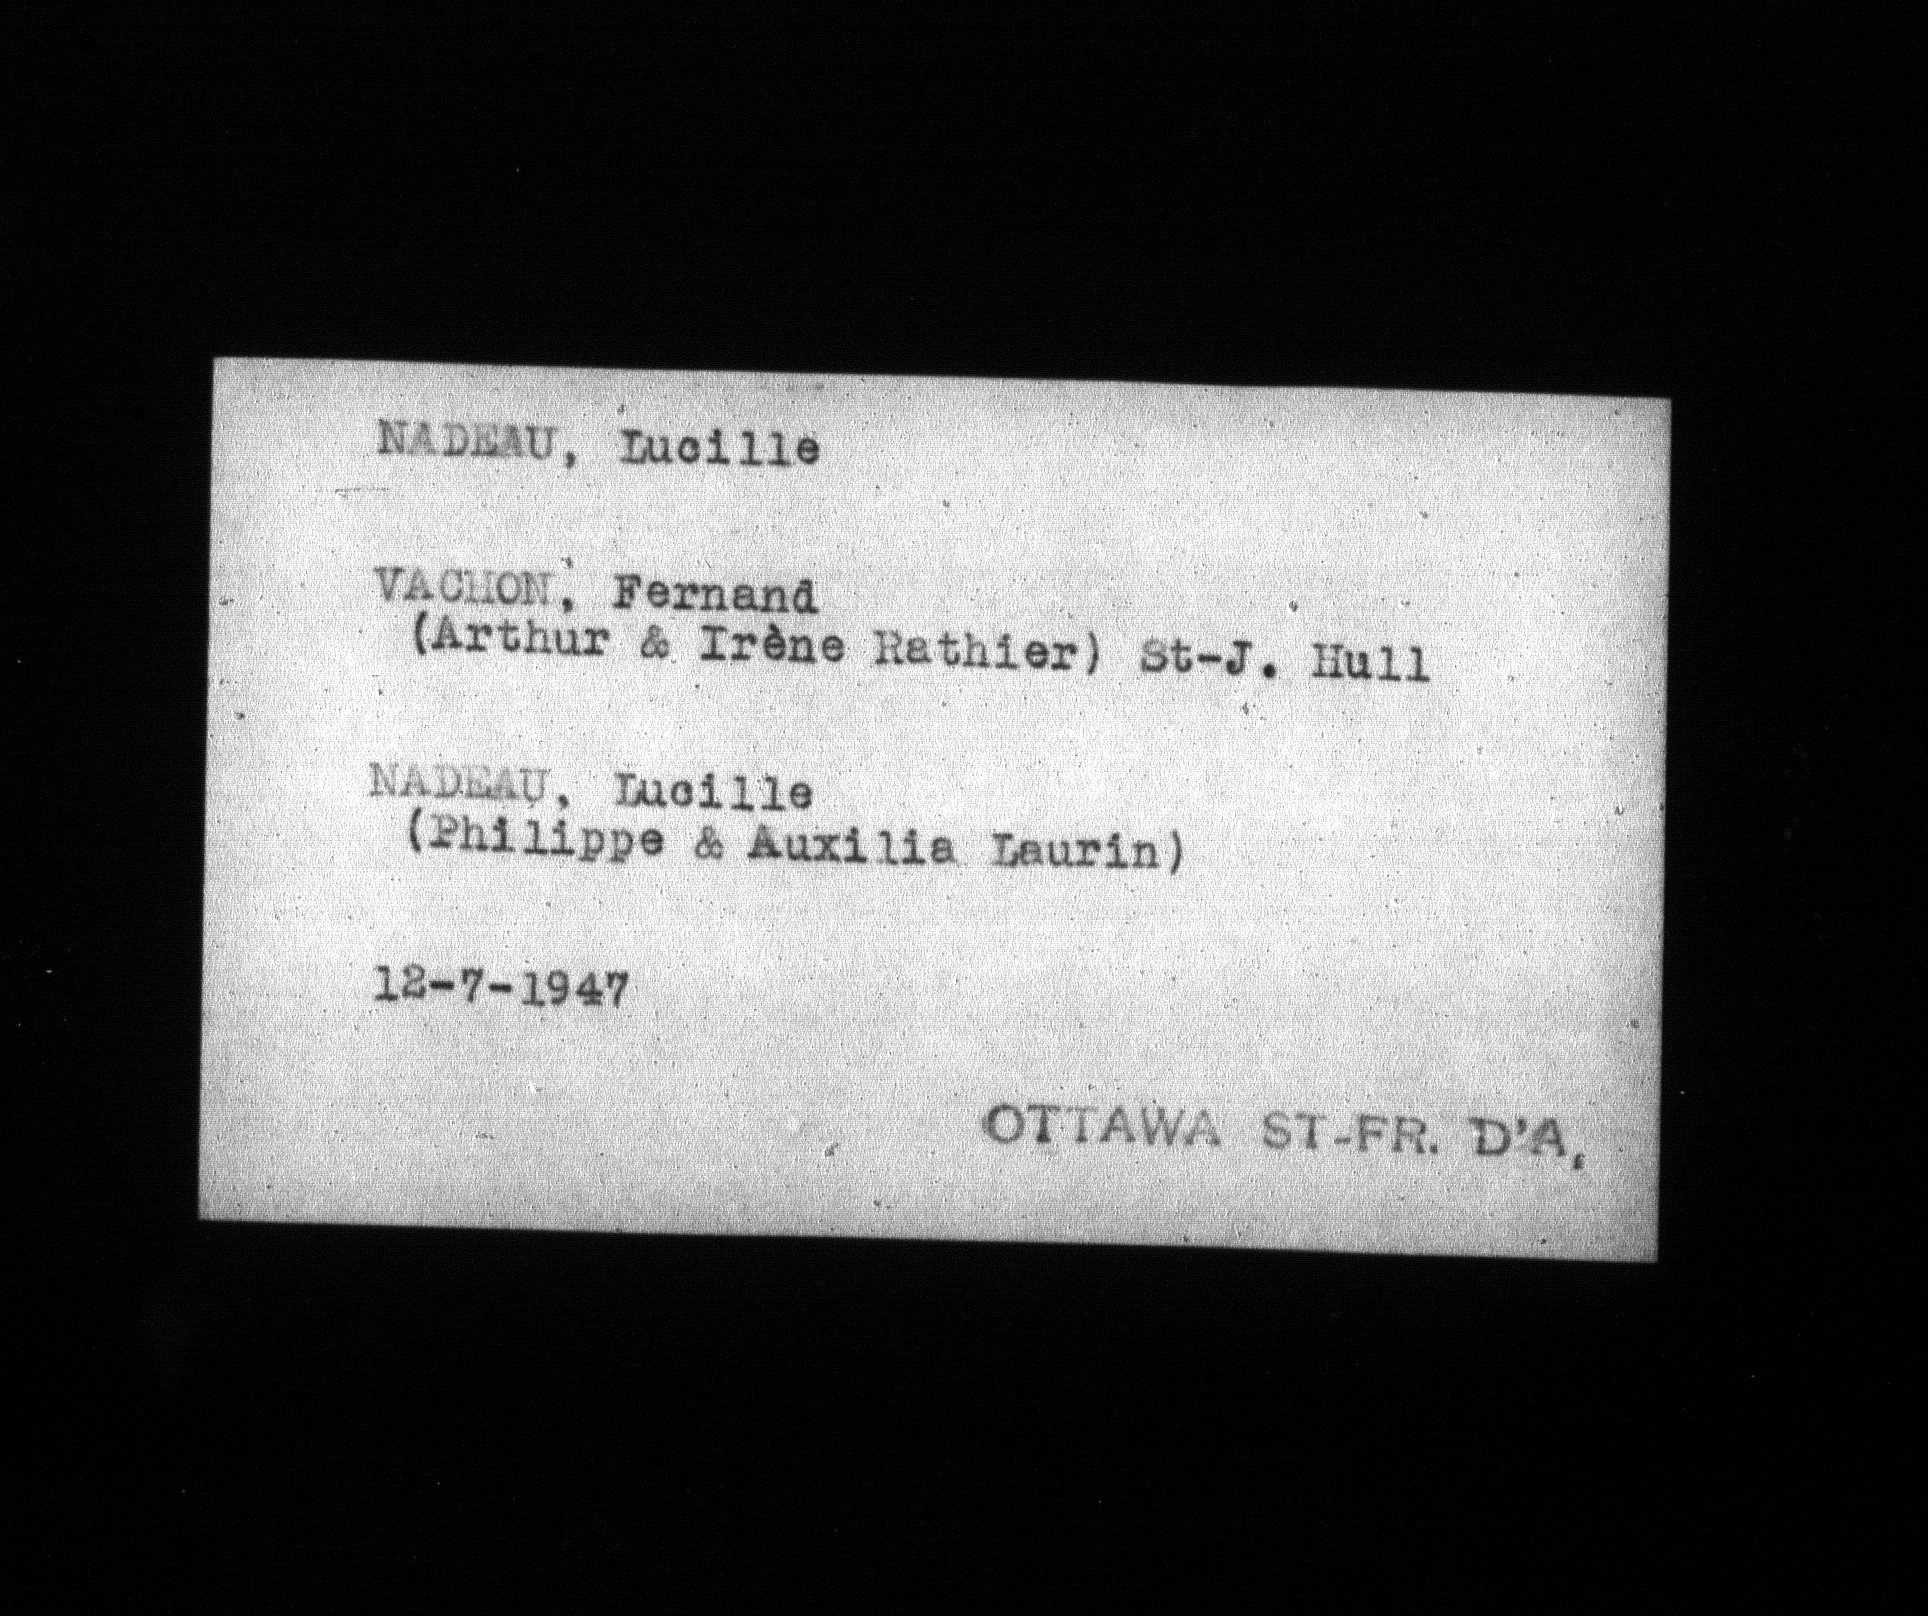 NADEAU, Lucille
VACHON, Fernand
(Arthur & Irène Rathier) St-J. Hull
NADEAU, Lucille
(Philippe & Auxilia Laurin)
12-7-1947
OTTAWA ST-FR. D'A.